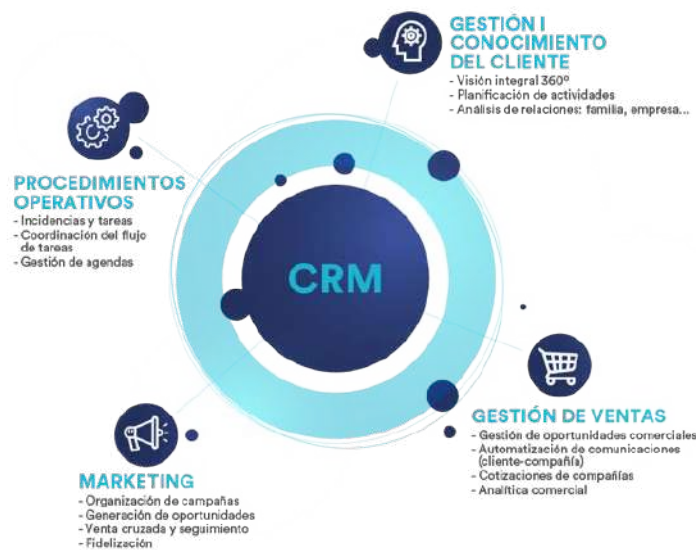 GESTIÓN I
CONOCIMIENTO
DEL CLIENTE
- Visión integral 360º
- Planificación de actividades
- Análisis de relaciones: familia, empresa...
PROCEDIMIENTOS
OPERATIVOS
- Incidencias y tareas
- Coordinación del flujo
de tareas
- Gestión de agendas
CRM
GESTIÓN DE VENTAS
- Gestión de oportunidades comerciales
- Automatización de comunicaciones
(cliente-compañía)
- Cotizaciones de compañías
- Analítica comercial
MARKETING
- Organización de campañas
- Generación de oportunidades
- Venta cruzada y seguimiento
- Fidelización